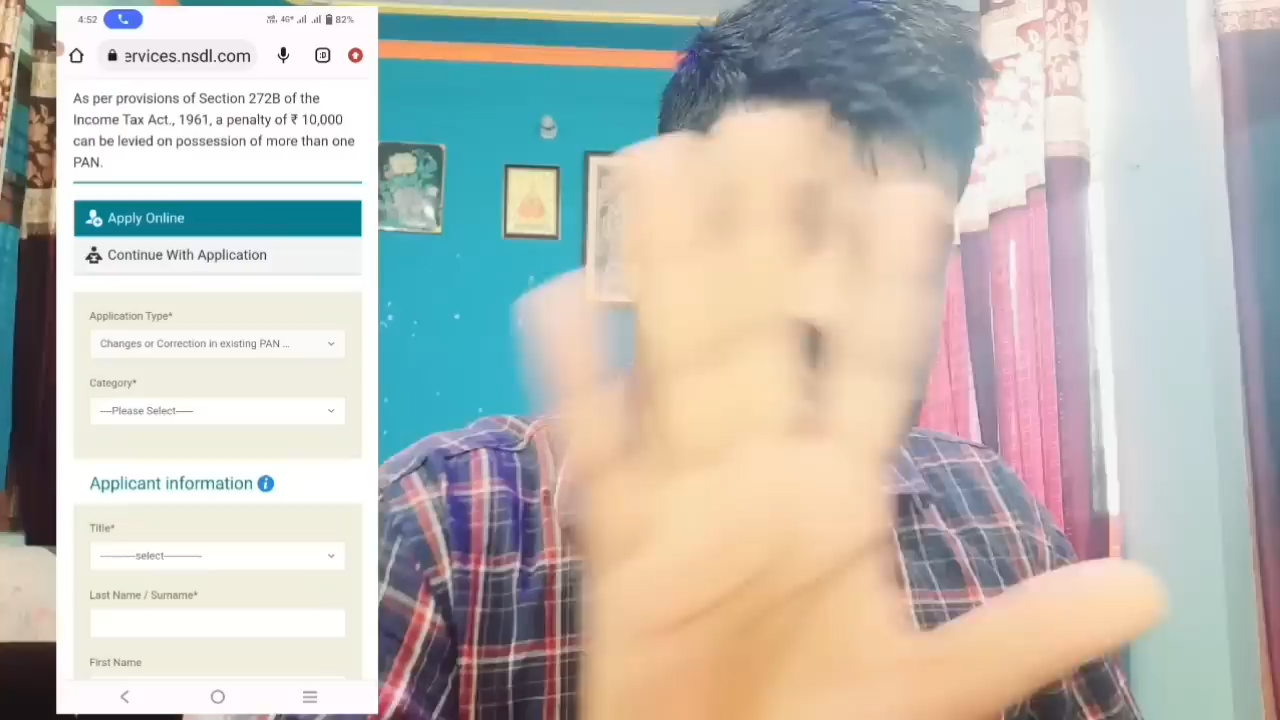 4:52
4G+ 82%
ervices.nsdl.com
As per provisions of Section 272B of the
Income Tax Act., 1961, a penalty of ₹ 10,000
can be levied on possession of more than one
PAN.
Apply Online
Continue With Application
Application Type*
Changes or Correction in existing PAN ...
Category*
---Please Select-----
Applicant information
Title*
-----------select------------
Last Name / Surname*
First Name